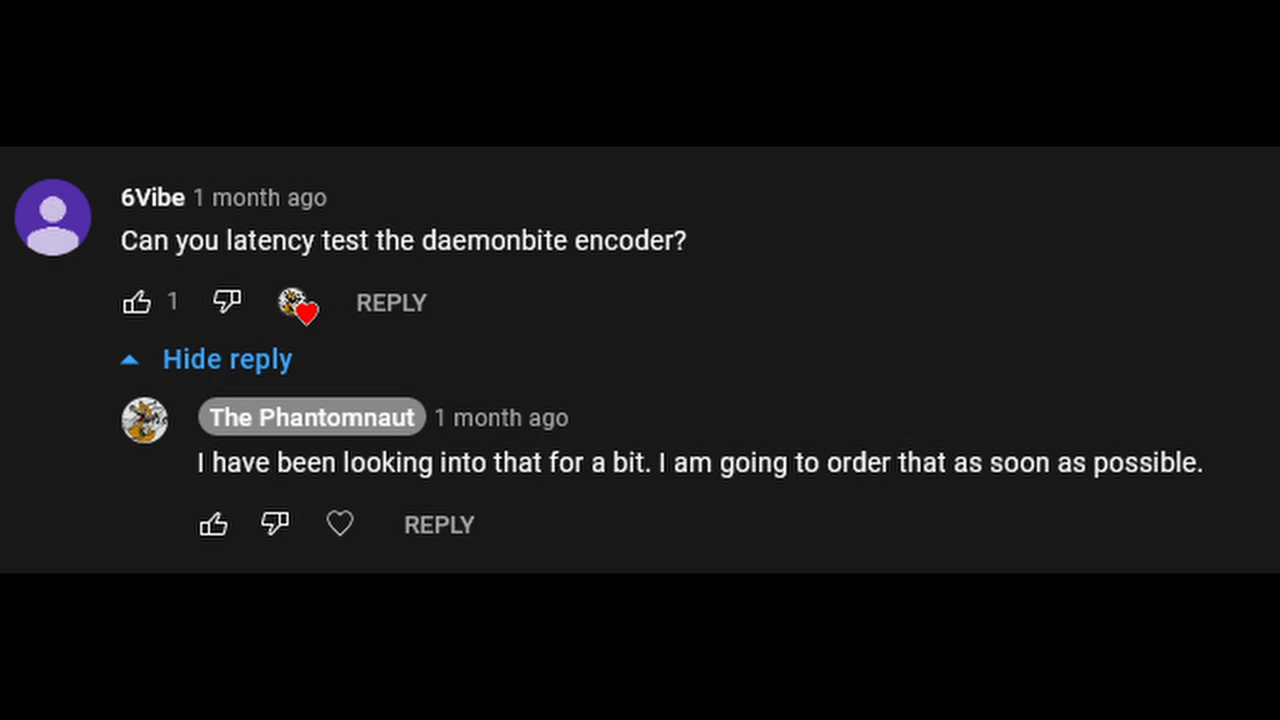 6Vibe 1 month ago
Can you latency test the daemonbite encoder?
1 REPLY
Hide reply
The Phantomnaut 1 month ago
I have been looking into that for a bit. I am going to order that as soon as possible.
REPLY